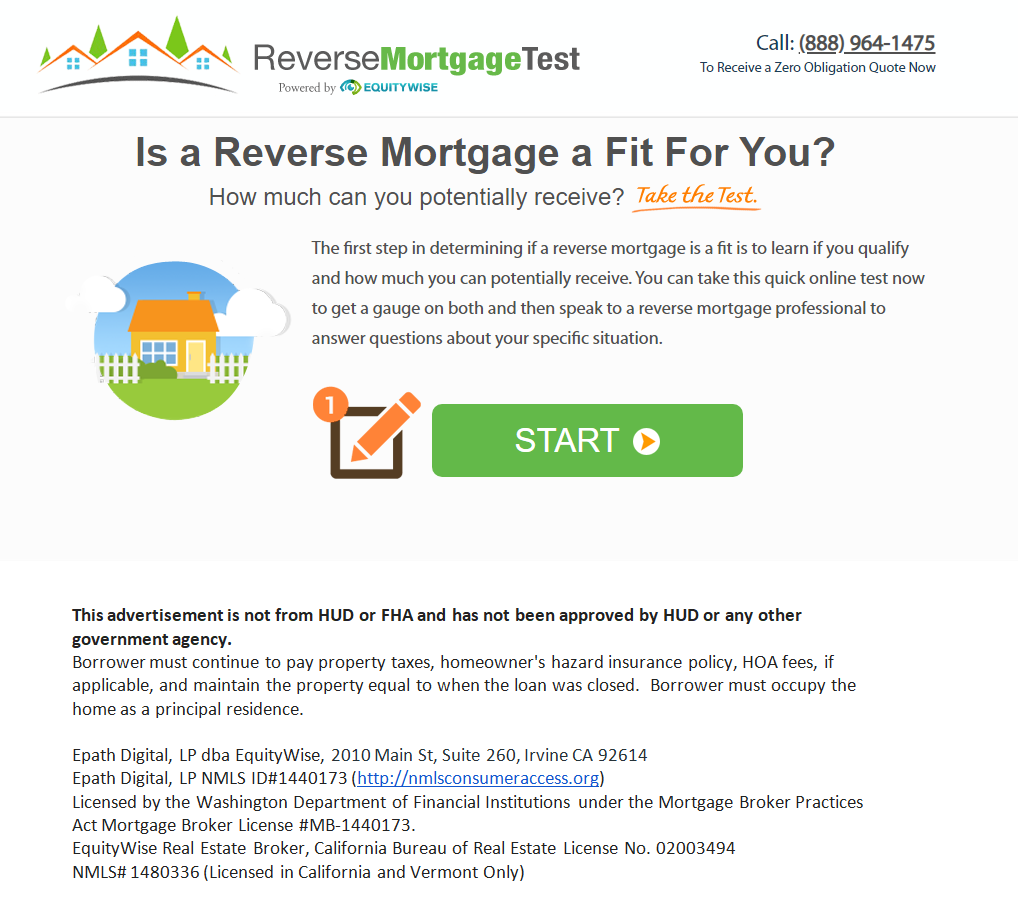 ReverseMortgageTest
Powered by EQUITYWISE
Call: (888) 964-1475
To Receive a Zero Obligation Quote Now
Is a Reverse Mortgage a Fit For You?
How much can you potentially receive? Take the Test.
The first step in determining if a reverse mortgage is a fit is to learn if you qualify
and how much you can potentially receive. You can take this quick online test now
to get a gauge on both and then speak to a reverse mortgage professional to
answer questions about your specific situation.
1
START
This advertisement is not from HUD or FHA and has not been approved by HUD or any other
government agency.
Borrower must continue to pay property taxes, homeowner's hazard insurance policy, HOA fees, if
applicable, and maintain the property equal to when the loan was closed.  Borrower must occupy the
home as a principal residence.
Epath Digital, LP dba EquityWise, 2010 Main St, Suite 260, Irvine CA 92614
Epath Digital, LP NMLS ID#1440173 (http://nmlsconsumeraccess.org)
Licensed by the Washington Department of Financial Institutions under the Mortgage Broker Practices
Act Mortgage Broker License #MB-1440173.
EquityWise Real Estate Broker, California Bureau of Real Estate License No. 02003494
NMLS# 1480336 (Licensed in California and Vermont Only)